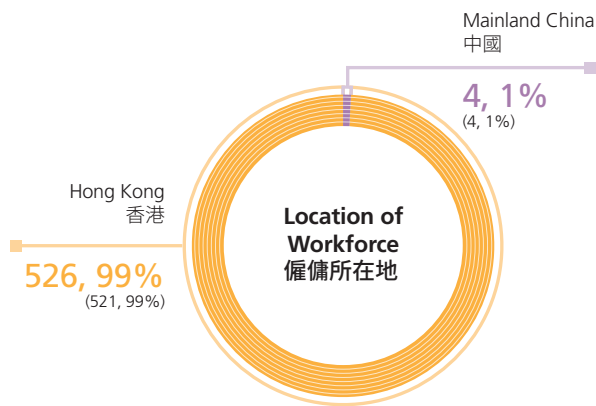 Mainland China
中國
4, 1%
(4, 1%)
Hong Kong
香港
526, 99%
(521, 99%)
Location of
Workforce
僱傭所在地